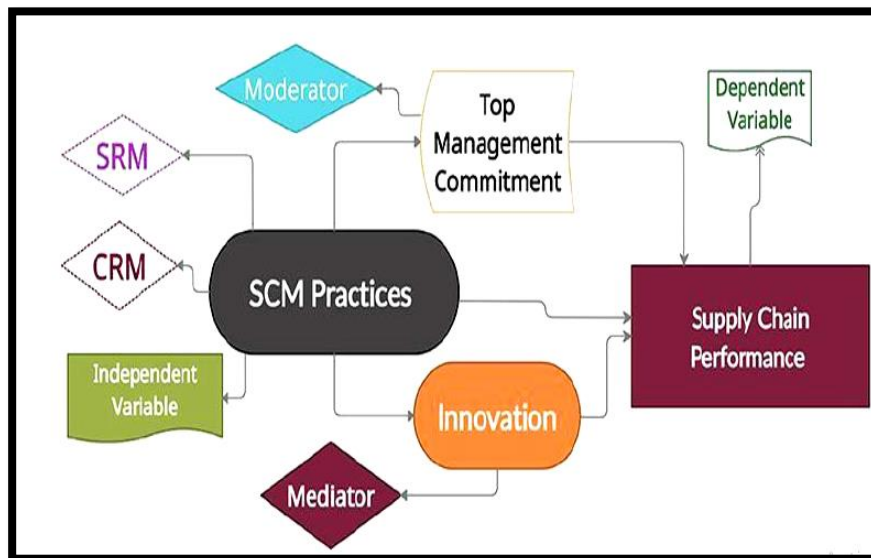 Moderator
Top
Management
Commitment
Dependent
Variable
SRM
CRM
SCM Practices
Supply Chain
Performance
Independent
Variable
Innovation
Mediator